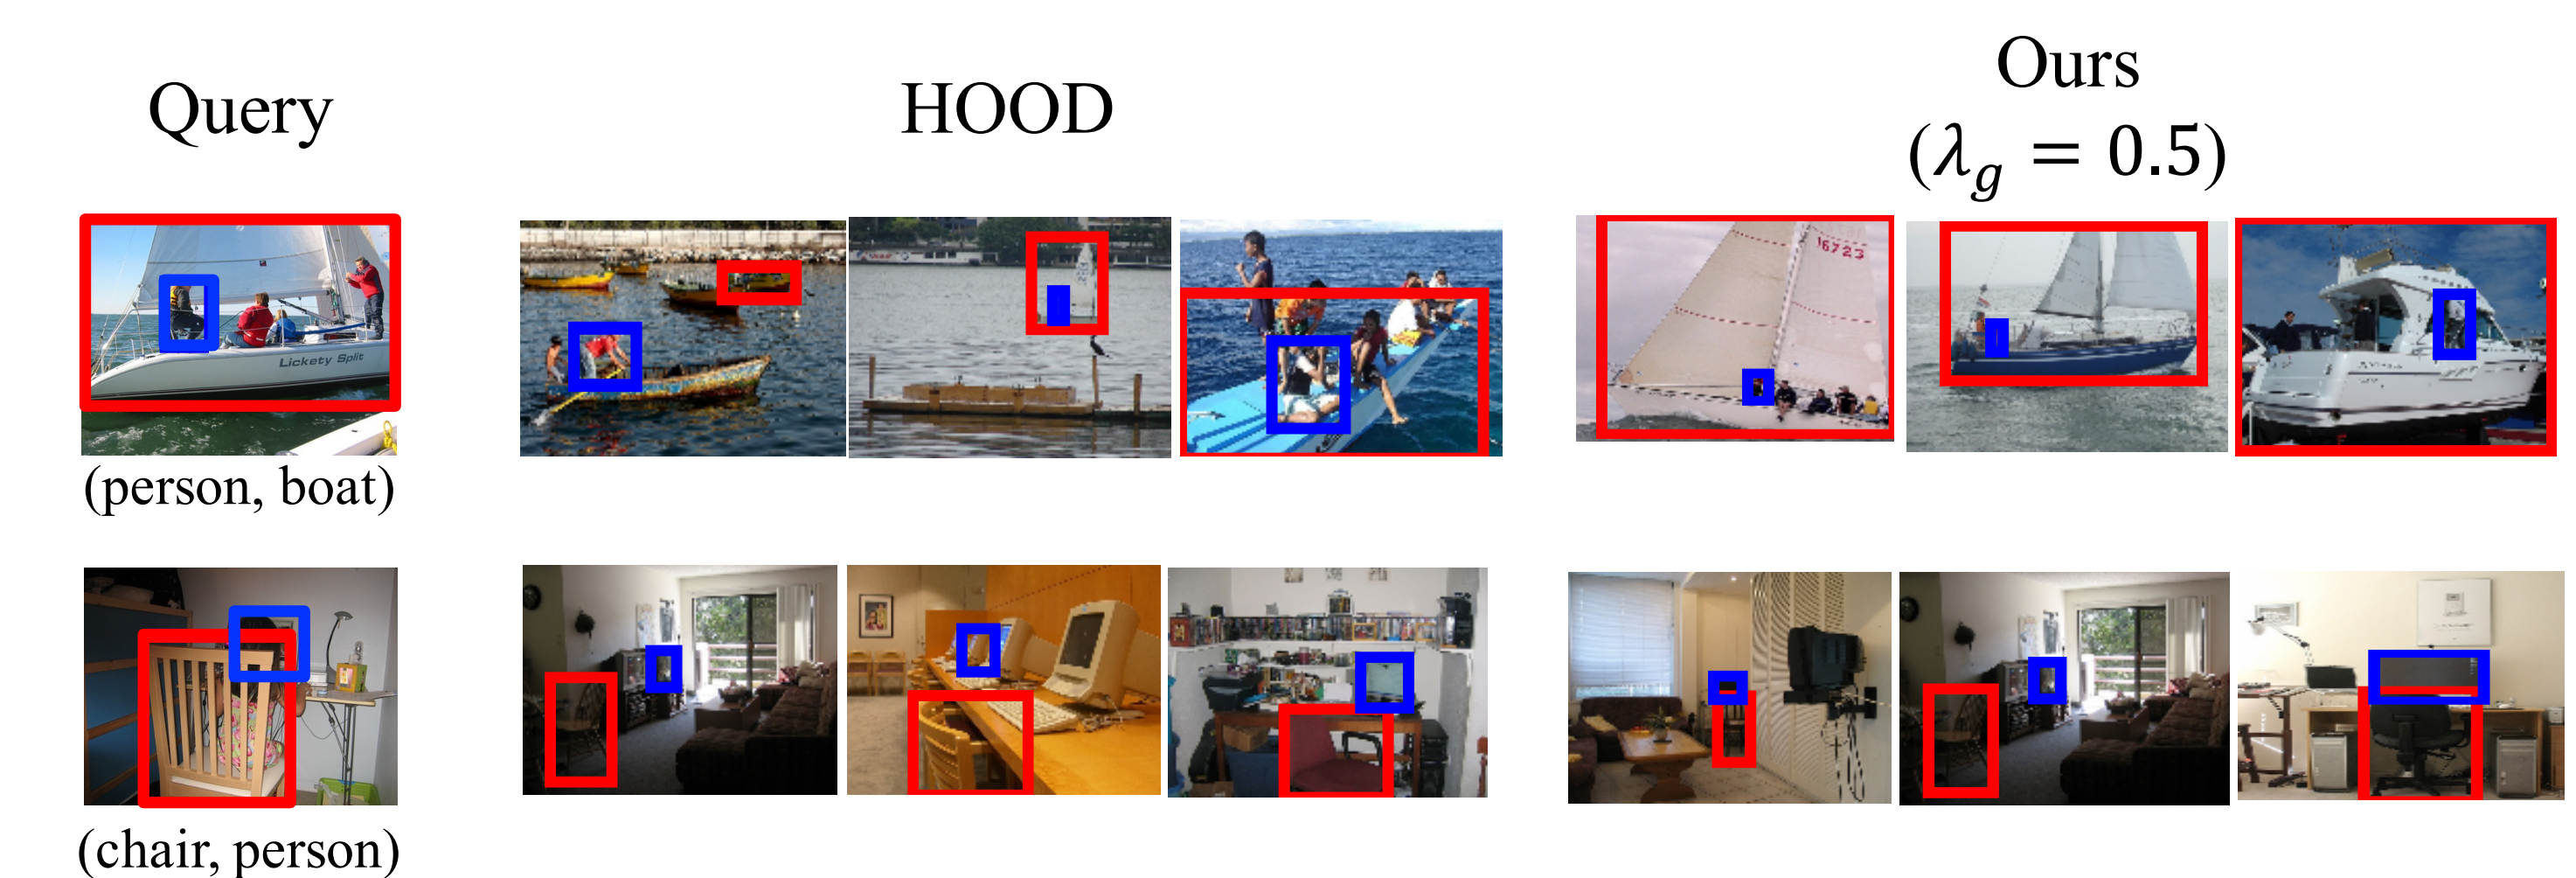 Query
HOOD
Ours
(λ_g = 0.5)
Lickety Split
16723
(person, boat)
(chair, person)